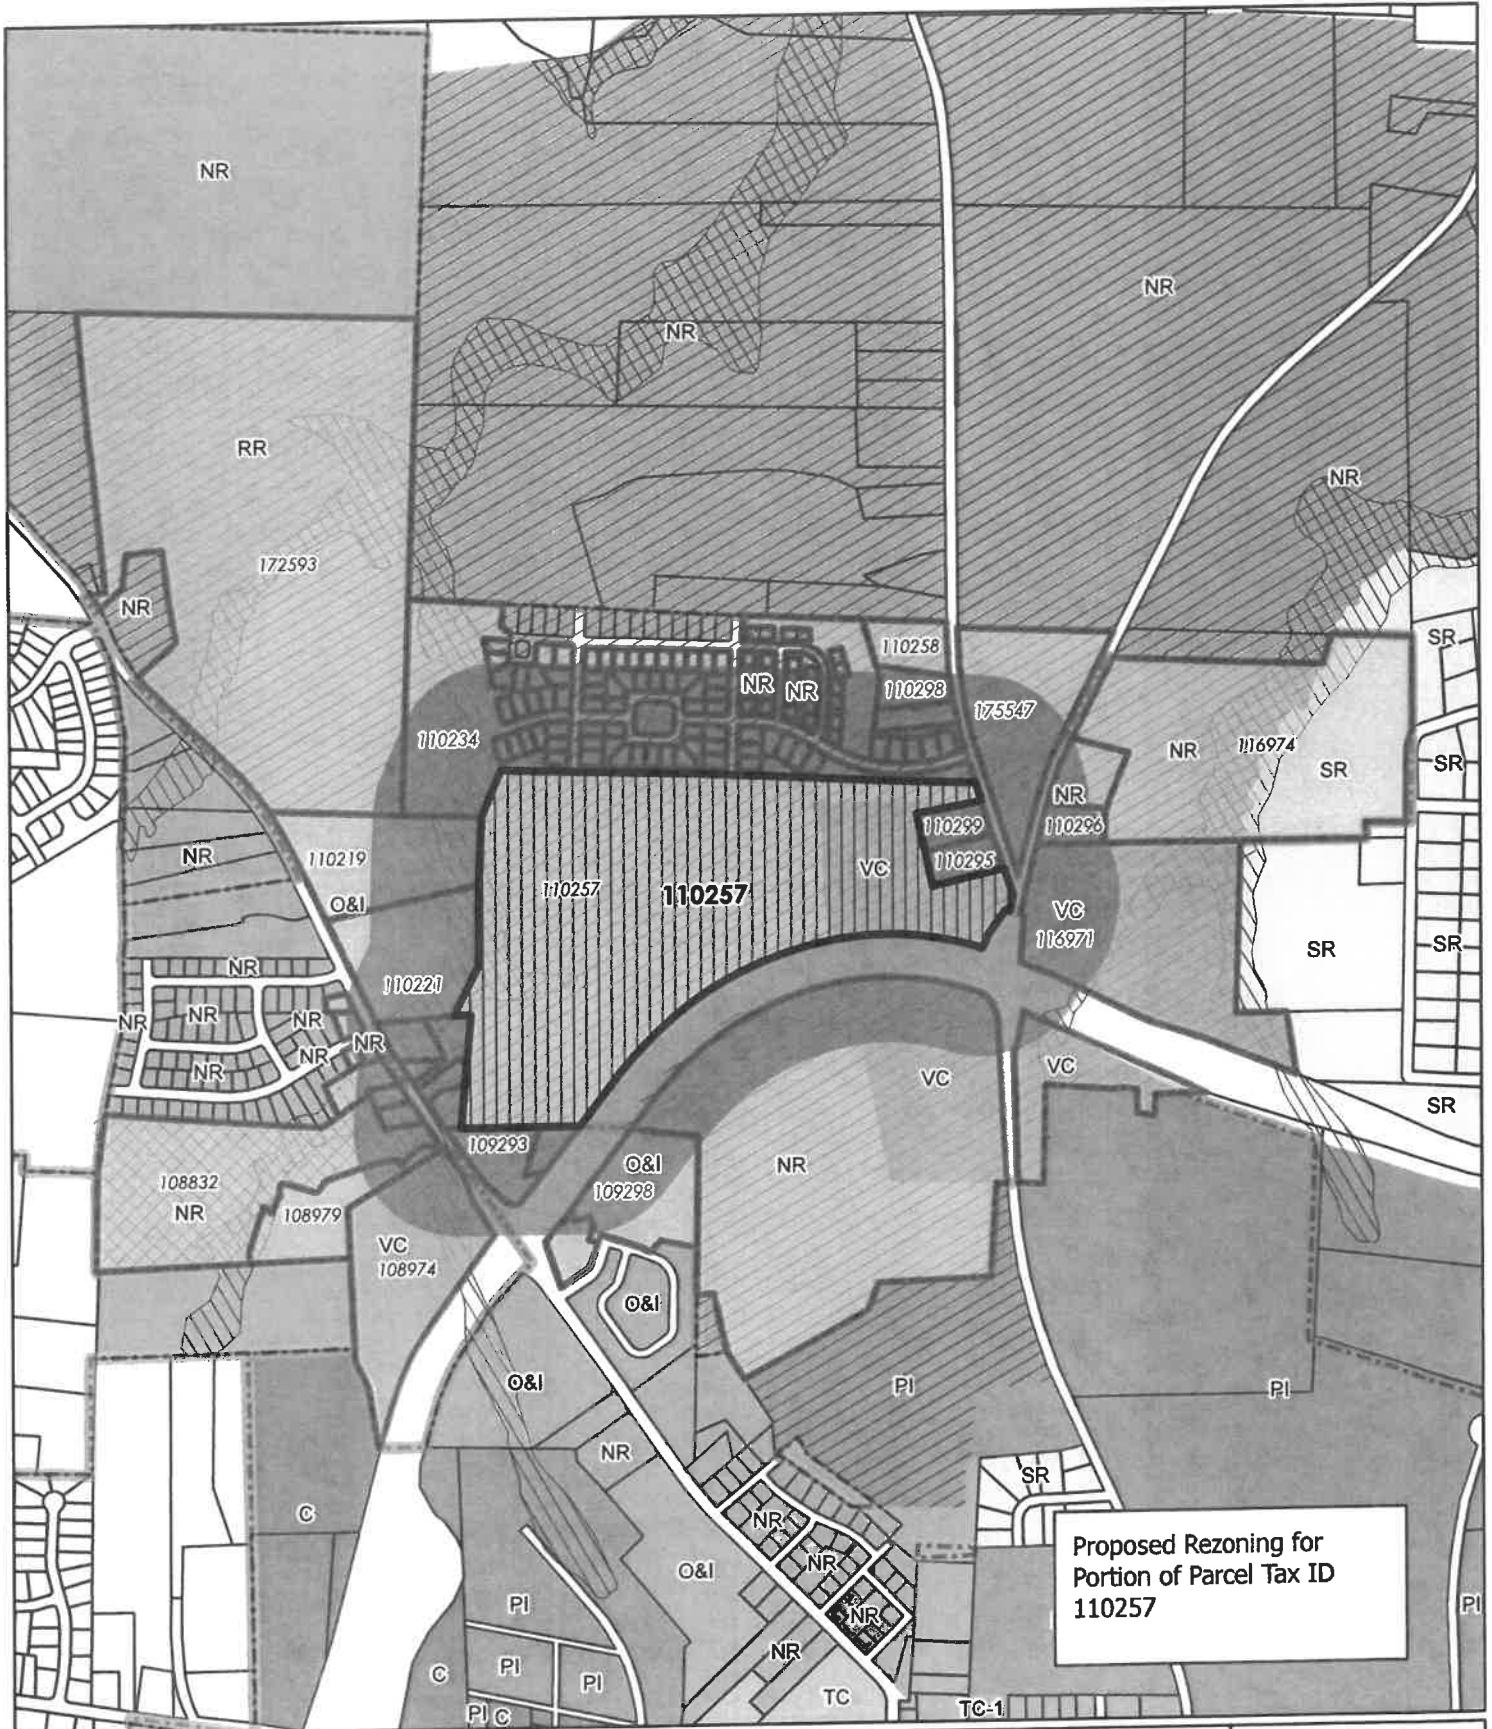 NR
NR
NR
RR
NR
172593
NR
110258
SR
NR
NR
110298
175547
110234
NR
116974
SR
SR
NR
110299
110296
NR
110219
110295
VC
110257
110257
O&I
VC
116971
SR
SR
NR
110221
NR
NR
NR
NR
NR
NR
VC
VC
SR
109293
O&I
NR
109298
108832
NR
108979
VC
108974
O&I
O&I
PI
PI
NR
SR
C
NR
O&I
NR
Proposed Rezoning for
Portion of Parcel Tax ID
110257
PI
PI
NR
NR
C
PI
PI
TC
TC-1
PI
C